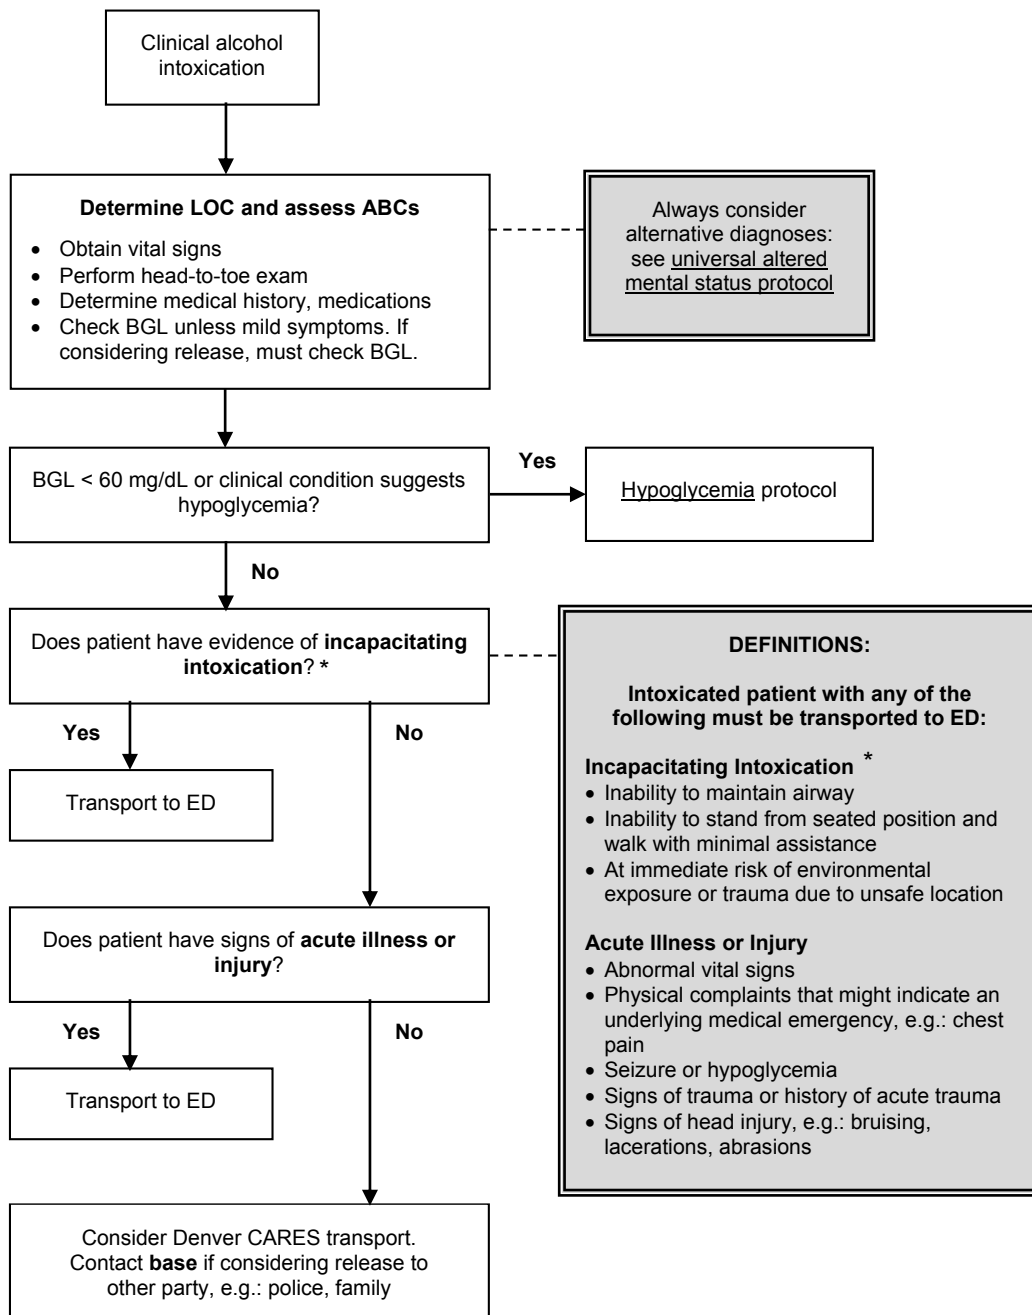 Clinical alcohol
intoxication
Determine LOC and assess ABCs
• Obtain vital signs
• Perform head-to-toe exam
• Determine medical history, medications
• Check BGL unless mild symptoms. If
considering release, must check BGL.
Always consider
alternative diagnoses:
see universal altered
mental status protocol
BGL < 60 mg/dL or clinical condition suggests
hypoglycemia?
Yes
Hypoglycemia protocol
No
Does patient have evidence of incapacitating
intoxication? *
Yes
No
Transport to ED
DEFINITIONS:
Intoxicated patient with any of the
following must be transported to ED:
Incapacitating Intoxication *
• Inability to maintain airway
• Inability to stand from seated position and
walk with minimal assistance
• At immediate risk of environmental
exposure or trauma due to unsafe location
Acute Illness or Injury
• Abnormal vital signs
• Physical complaints that might indicate an
underlying medical emergency, e.g.: chest
pain
• Seizure or hypoglycemia
• Signs of trauma or history of acute trauma
• Signs of head injury, e.g.: bruising,
lacerations, abrasions
Does patient have signs of acute illness or
injury?
Yes
No
Transport to ED
Consider Denver CARES transport.
Contact base if considering release to
other party, e.g.: police, family